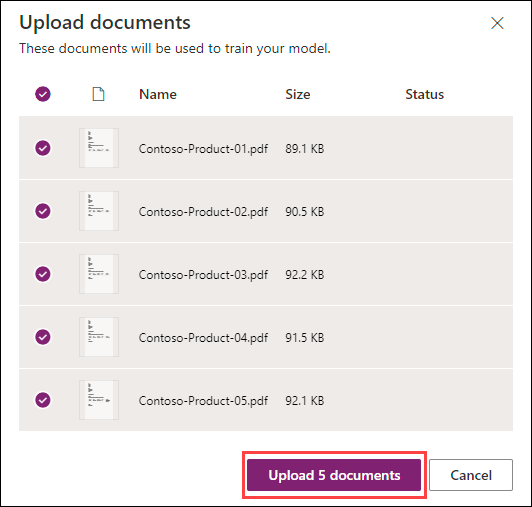 Upload documents
These documents will be used to train your model.
Name Size Status
Contoso-Product-01.pdf 89.1 KB
Contoso-Product-02.pdf 90.5 KB
Contoso-Product-03.pdf 92.2 KB
Contoso-Product-04.pdf 91.5 KB
Contoso-Product-05.pdf 92.1 KB
Upload 5 documents Cancel